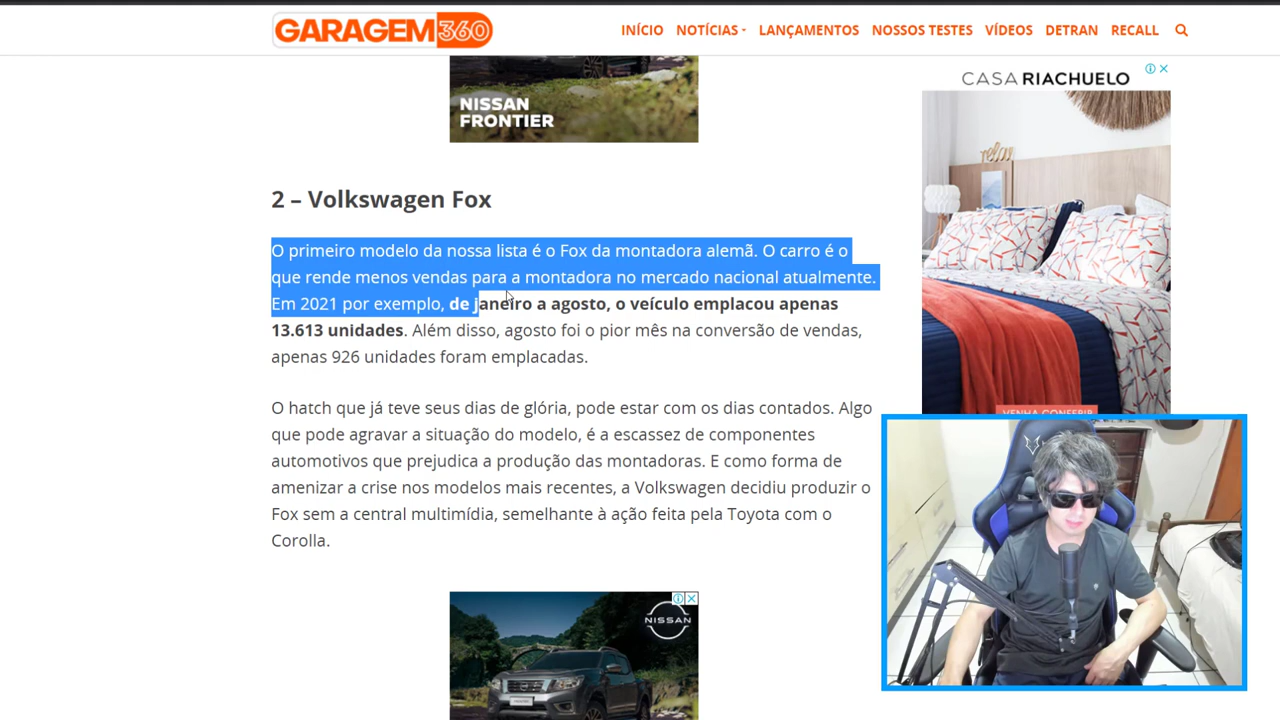 GARAGEM360
INÍCIO NOTÍCIAS LANÇAMENTOS NOSSOS TESTES VÍDEOS DETRAN RECALL
NISSAN
FRONTIER
CASA RIACHUELO
relax
2 – Volkswagen Fox
O primeiro modelo da nossa lista é o Fox da montadora alemã. O carro é o
que rende menos vendas para a montadora no mercado nacional atualmente.
Em 2021 por exemplo, de janeiro a agosto, o veículo emplacou apenas
13.613 unidades. Além disso, agosto foi o pior mês na conversão de vendas,
apenas 926 unidades foram emplacadas.
O hatch que já teve seus dias de glória, pode estar com os dias contados. Algo
que pode agravar a situação do modelo, é a escassez de componentes
automotivos que prejudica a produção das montadoras. E como forma de
amenizar a crise nos modelos mais recentes, a Volkswagen decidiu produzir o
Fox sem a central multimídia, semelhante à ação feita pela Toyota com o
Corolla.
VENHA CONFERIR
NISSAN